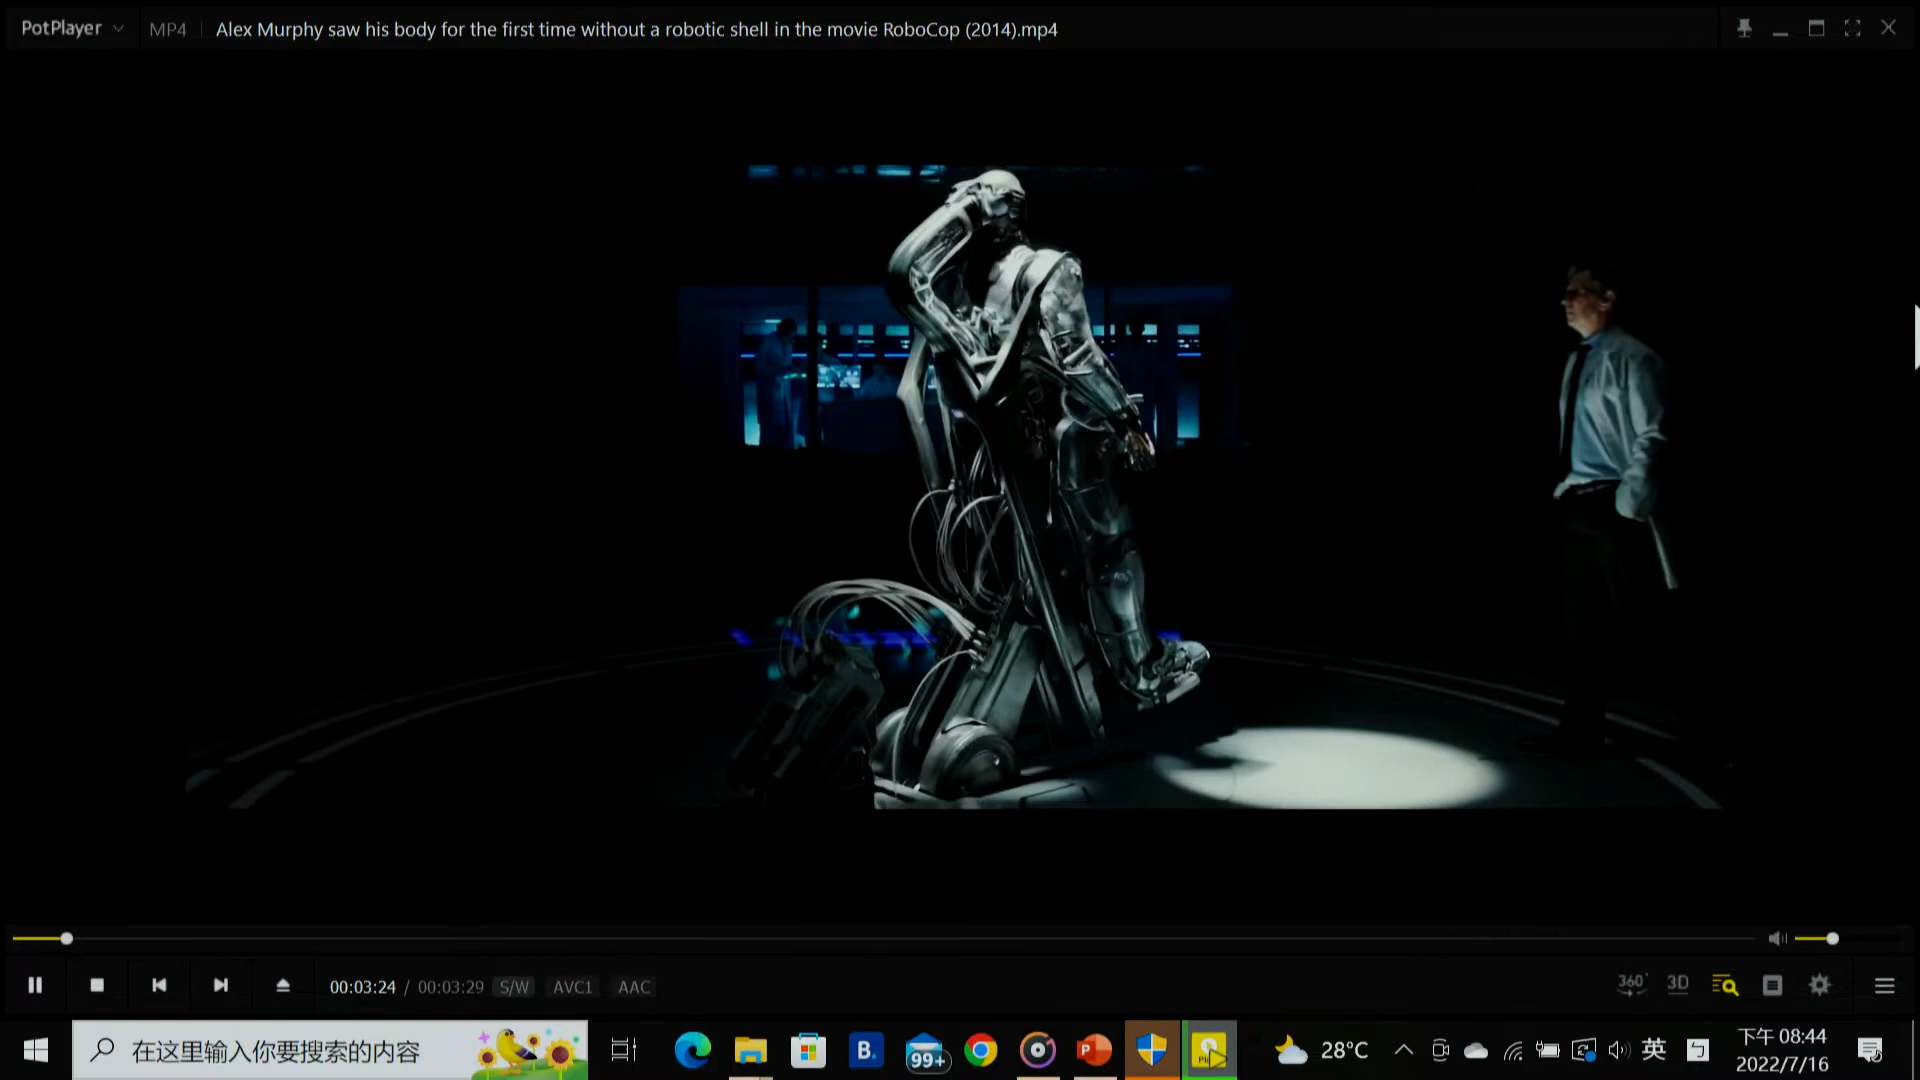 PotPlayer
MP4
Alex Murphy saw his body for the first time without a robotic shell in the movie RoboCop (2014).mp4
00:03:24 / 00:03:29 S/W AVC1 AAC
360°
3D
在这里输入你要搜索的内容
B.
99+
P
28°C
英
下午 08:44
2022/7/16